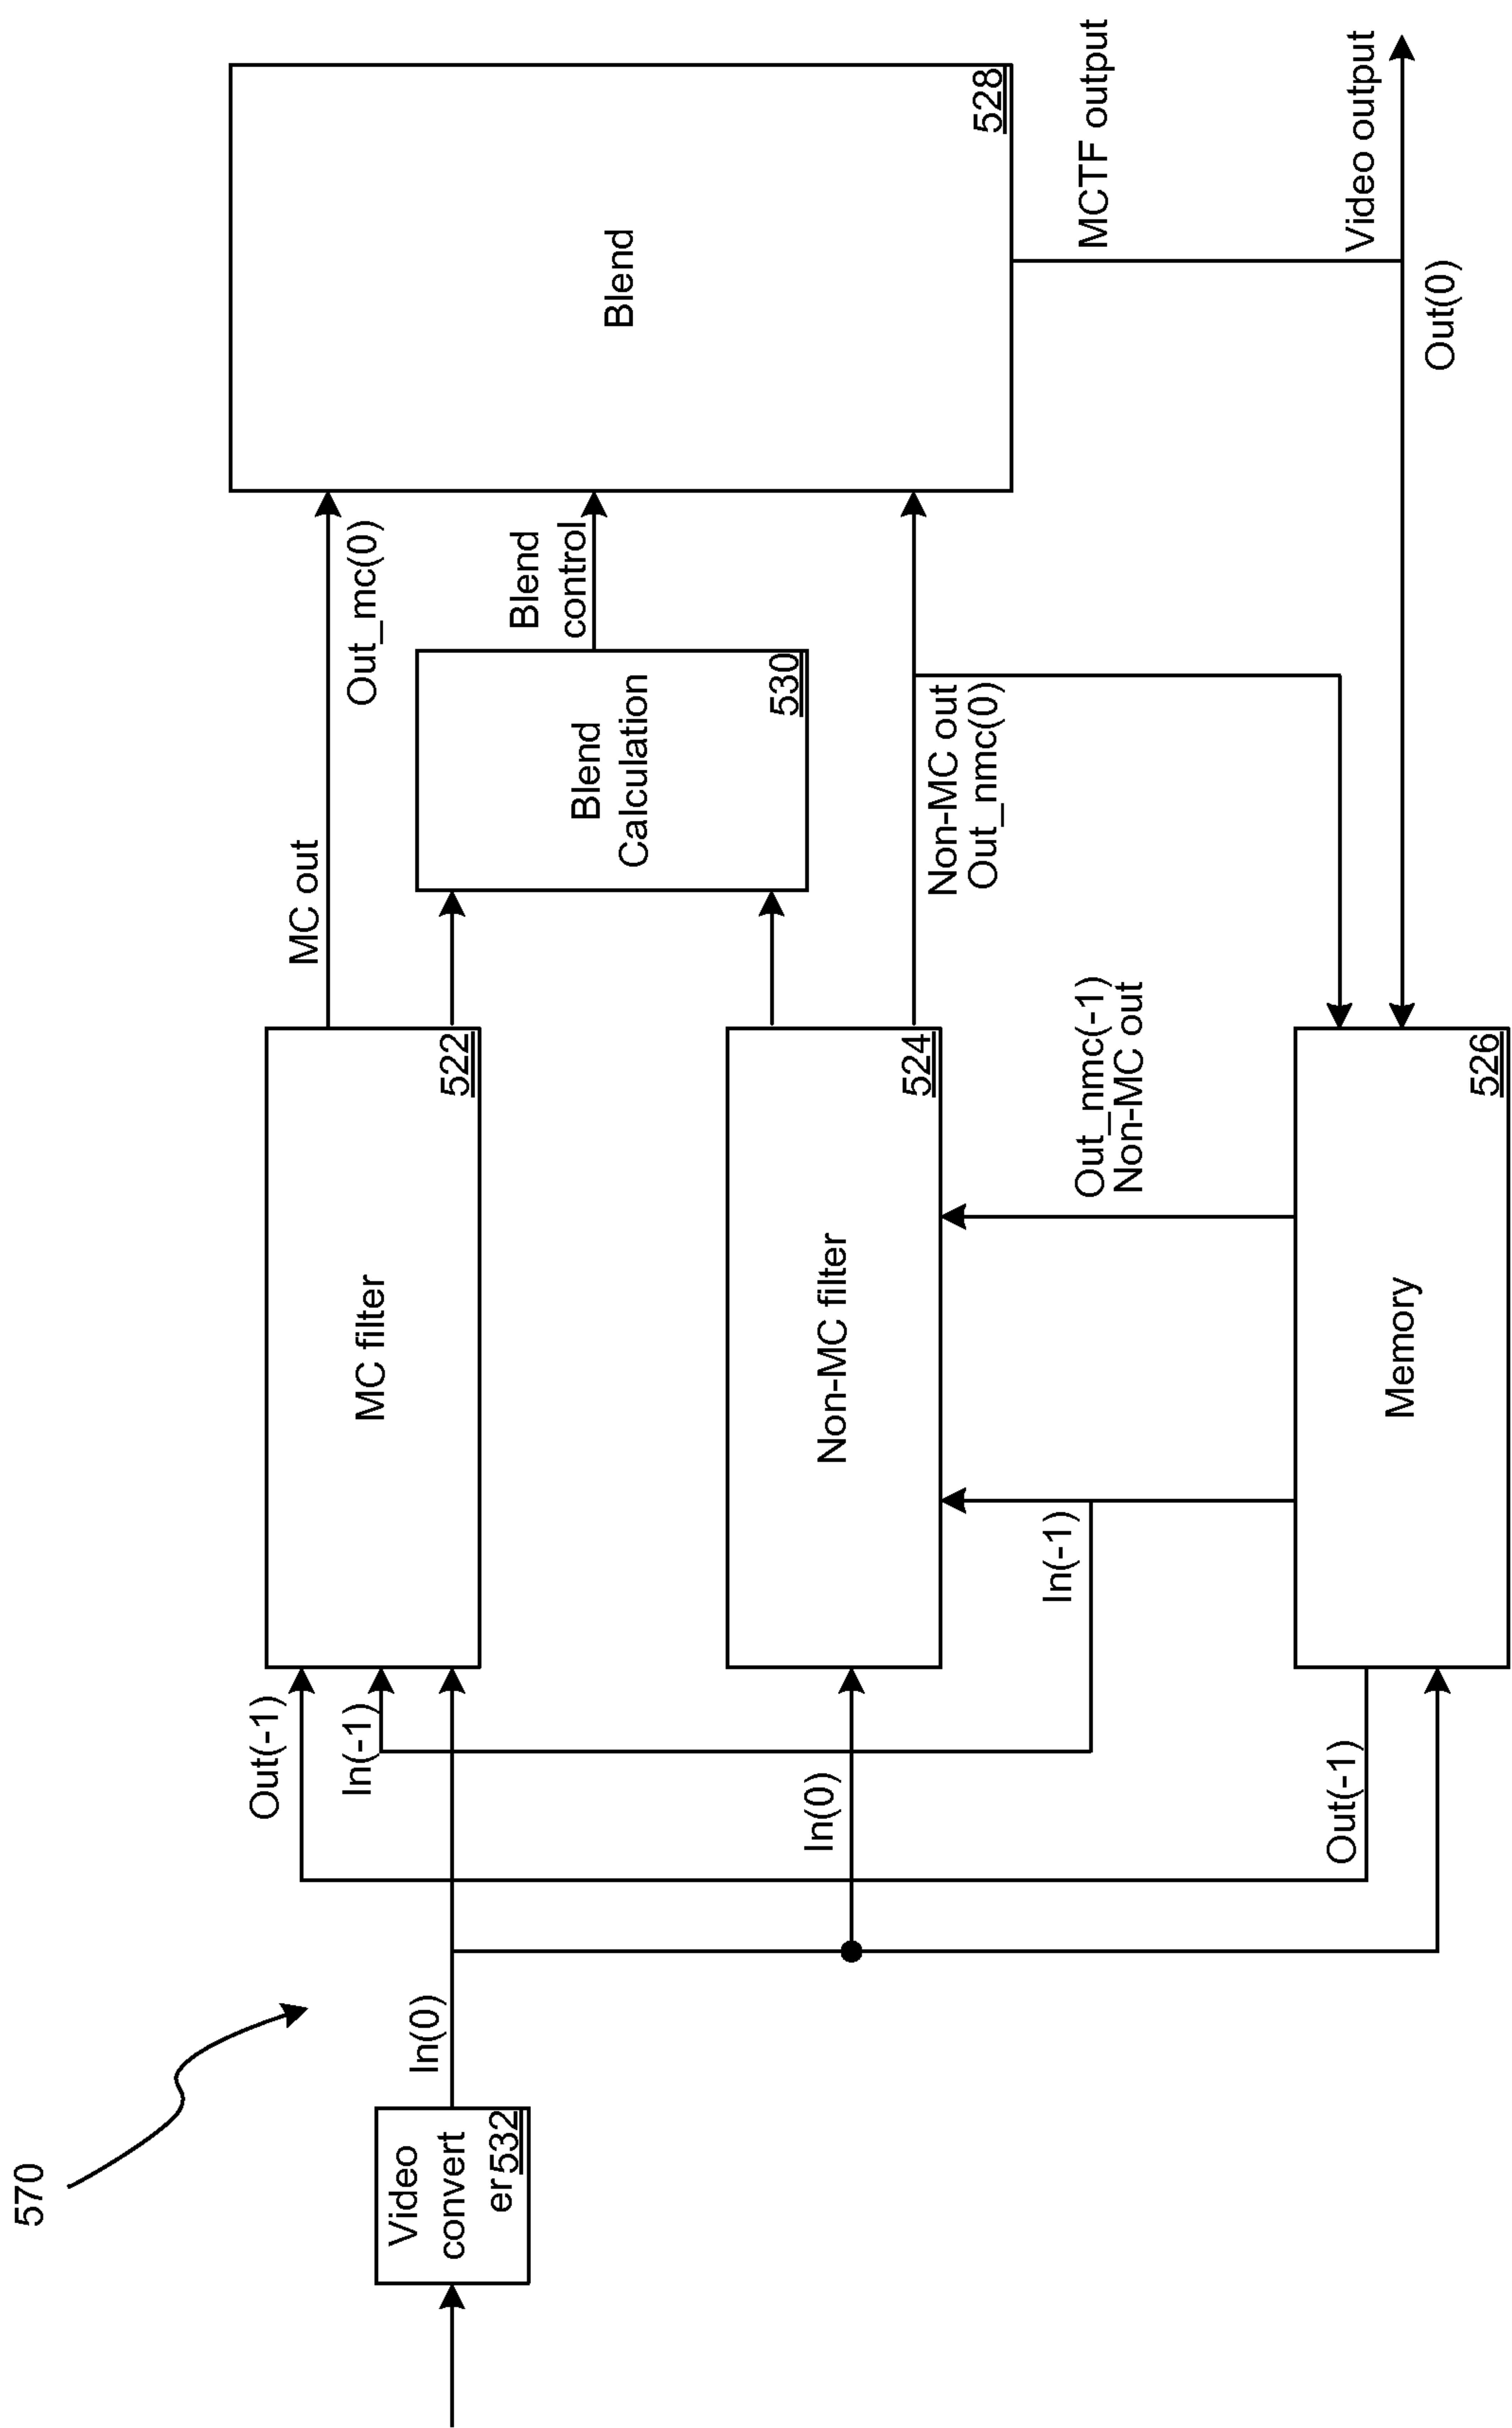 570
Video
convert
er
532
In(0)
Out(-1)
In(-1)
In(0)
Out(-1)
In(-1)
MC filter
522
Non-MC filter
524
Out_nmc(-1)
Non-MC out
Memory
526
MC out
Out_mc(0)
Blend
Calculation
530
Blend
control
Non-MC out
Out_nmc(0)
Blend
528
MCTF output
Video output
Out(0)